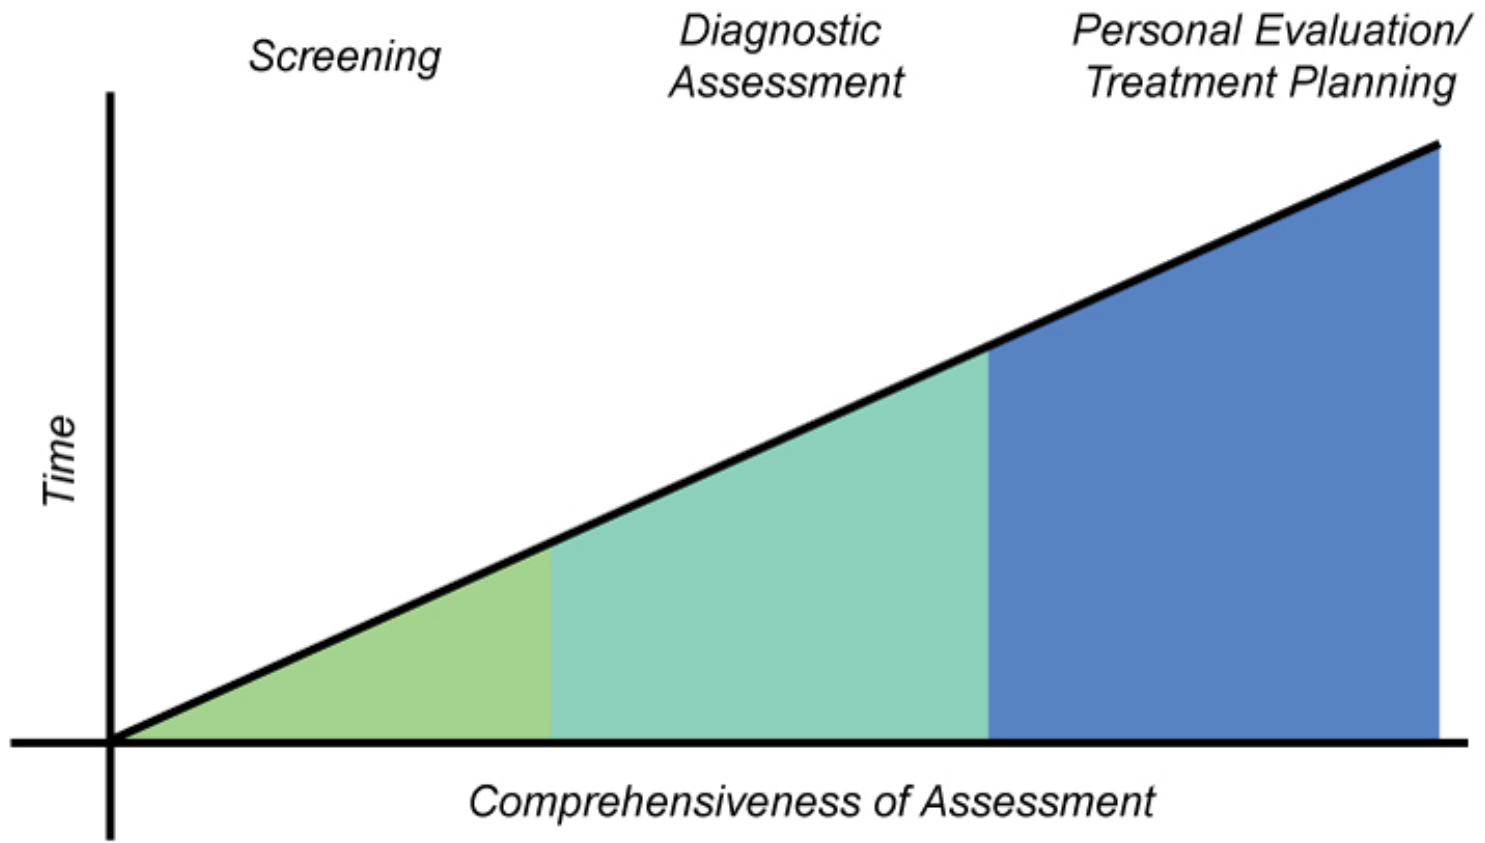 Screening
Diagnostic
Assessment
Personal Evaluation/
Treatment Planning
Time
Comprehensiveness of Assessment